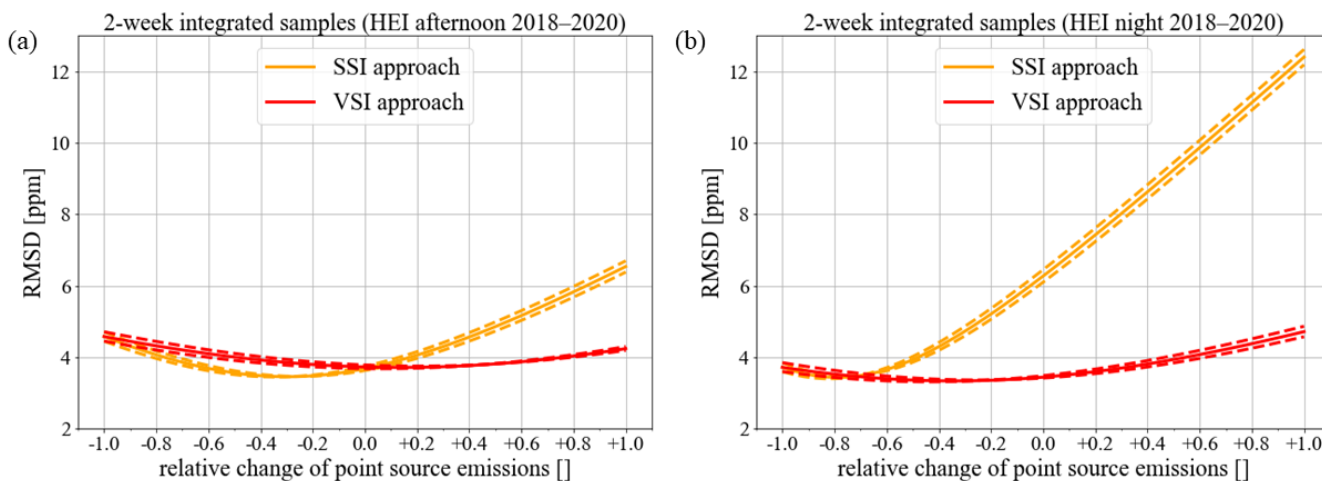 (a)
2-week integrated samples (HEI afternoon 2018–2020)
SSI approach
VSI approach
RMSD [ppm]
12
10
8
6
4
2
-1.0 -0.8 -0.6 -0.4 -0.2 0.0 +0.2 +0.4 +0.6 +0.8 + +1.0
relative change of point source emissions []
(b)
2-week integrated samples (HEI night 2018–2020)
SSI approach
VSI approach
RMSD [ppm]
12
10
8
6
4
2
-1.0 -0.8 -0.6 -0.4 -0.2 0.0 +0.2 +0.4 +0.6 +0.8 + +1.0
relative change of point source emissions []